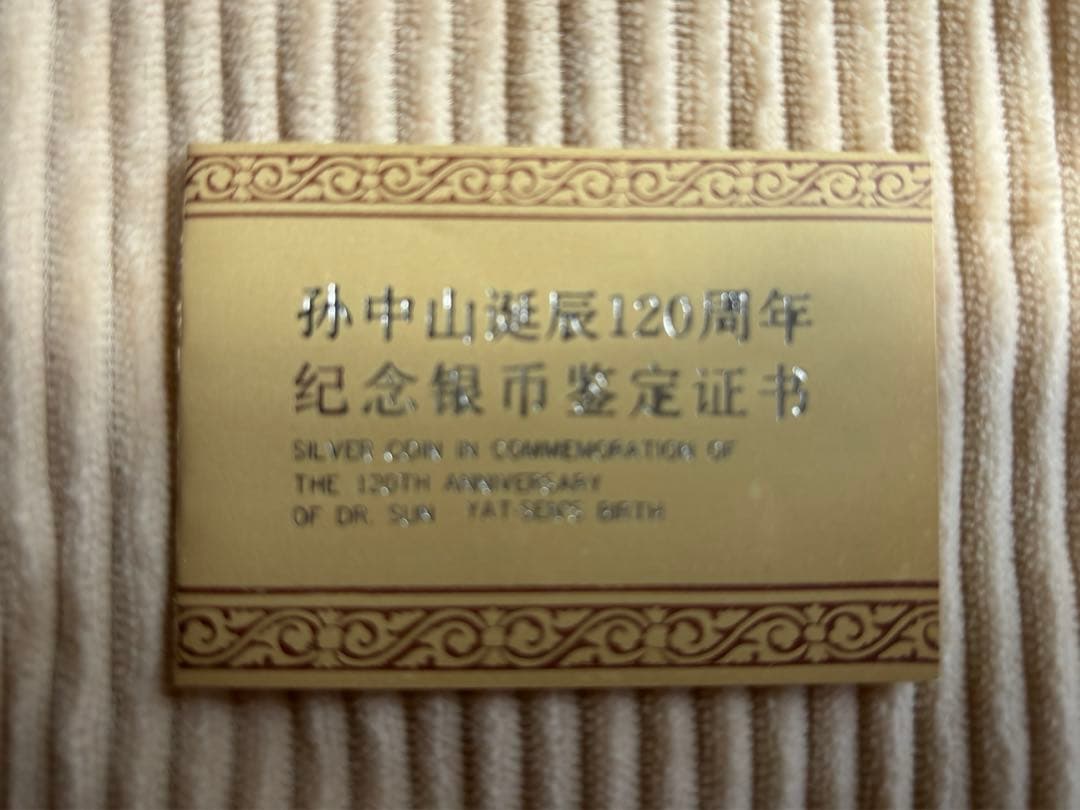 孙中山诞辰120周年
纪念银币鉴定证书
SILVER COIN IN COMMEMORATION OF
THE 120TH ANNIVERSARY
OF DR. SUN YAT-SEN'S BIRTH